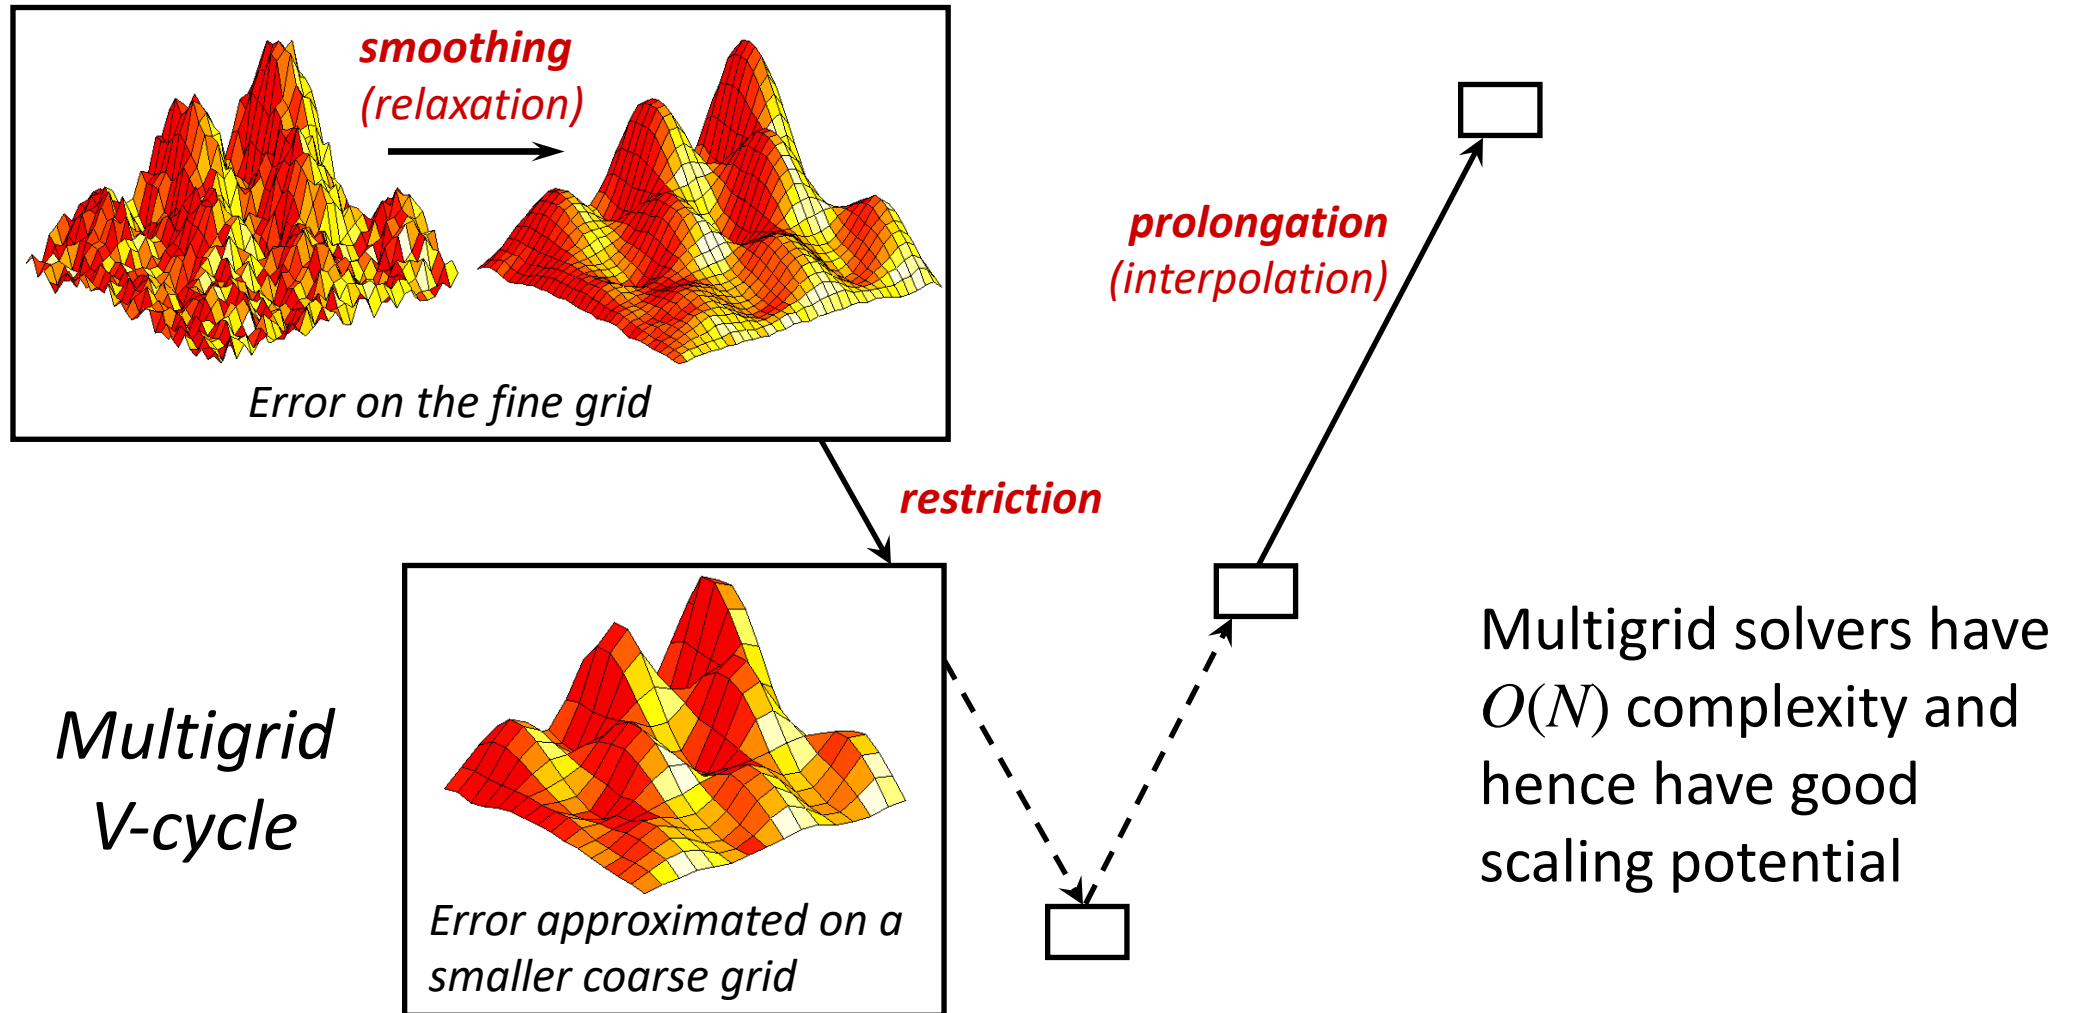 smoothing
(relaxation)
Error on the fine grid
prolongation
(interpolation)
restriction
Multigrid
V-cycle
Error approximated on a
smaller coarse grid
Multigrid solvers have
O(N) complexity and
hence have good
scaling potential